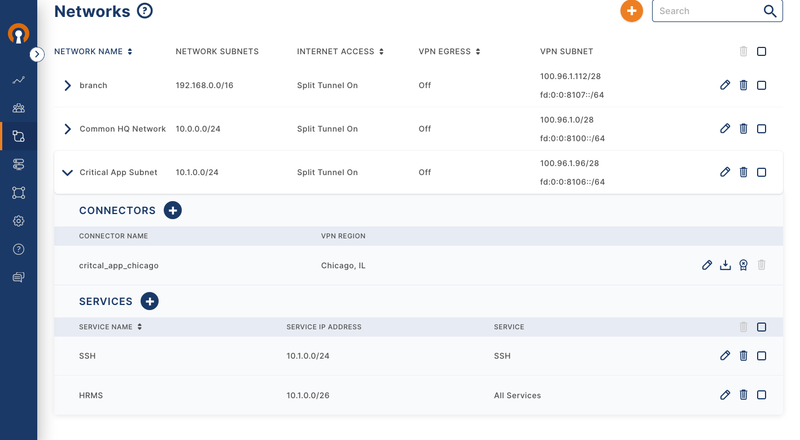 Networks ?
Search
NETWORK NAME NETWORK SUBNETS INTERNET ACCESS VPN EGRESS VPN SUBNET
branch 192.168.0.0/16 Split Tunnel On Off 100.96.1.112/28
fd:0:0:8107::/64
Common HQ Network 10.0.0.0/24 Split Tunnel On Off 100.96.1.0/28
fd:0:0:8100::/64
Critical App Subnet 10.1.0.0/24 Split Tunnel On Off 100.96.1.96/28
fd:0:0:8106::/64
CONNECTORS
CONNECTOR NAME VPN REGION
critcal_app_chicago Chicago, IL
SERVICES
SERVICE NAME SERVICE IP ADDRESS SERVICE
SSH 10.1.0.0/24 SSH
HRMS 10.1.0.0/26 All Services